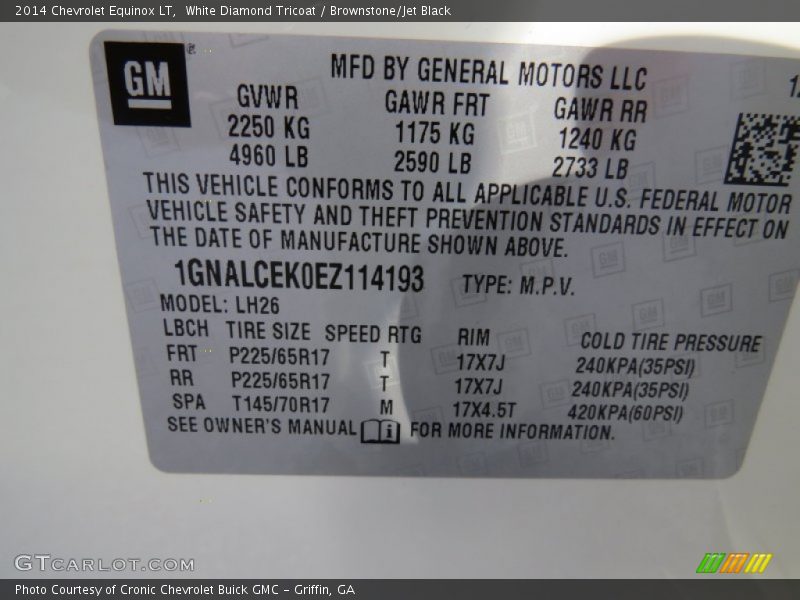 2014 Chevrolet Equinox LT, White Diamond Tricoat / Brownstone/Jet Black
GM ®
MFD BY GENERAL MOTORS LLC
GVWR GAWR FRT GAWR RR
2250 KG 1175 KG 1240 KG
4960 LB 2590 LB 2733 LB
THIS VEHICLE CONFORMS TO ALL APPLICABLE U.S. FEDERAL MOTOR
VEHICLE SAFETY AND THEFT PREVENTION STANDARDS IN EFFECT ON
THE DATE OF MANUFACTURE SHOWN ABOVE.
1GNALCEK0EZ114193 TYPE: M.P.V.
MODEL: LH26
LBCH TIRE SIZE SPEED RTG RIM COLD TIRE PRESSURE
FRT P225/65R17 T 17X7J 240KPA(35PSI)
RR P225/65R17 T 17X7J 240KPA(35PSI)
SPA T145/70R17 M 17X4.5T 420KPA(60PSI)
SEE OWNER'S MANUAL i FOR MORE INFORMATION.
GTCARLOT.COM
Photo Courtesy of Cronic Chevrolet Buick GMC – Griffin, GA